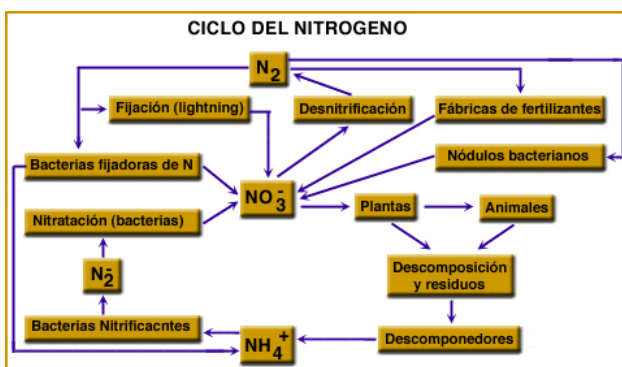 CICLO DEL NITROGENO
N₂
Fijación (lightning)
Desnitrificación
Fábricas de fertilizantes
Bacterias fijadoras de N
Nódulos bacterianos
NO₃⁻
Nitratación (bacterias)
Plantas
Animales
N₂⁻
Descomposición
y residuos
Bacterias Nitrificacntes
NH₄⁺
Descomponedores